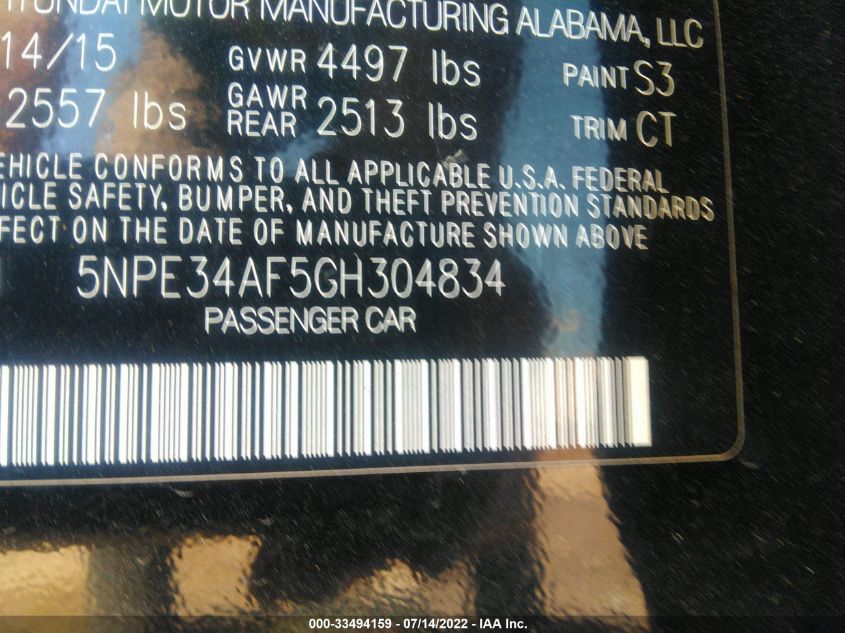 HYUNDAI MOTOR MANUFACTURING ALABAMA, LLC
14/15 GVWR 4497 lbs PAINT S3
2557 lbs GAWR REAR 2513 lbs TRIM CT
EHICLE CONFORMS TO ALL APPLICABLE U.S.A. FEDERAL
ICLE SAFETY, BUMPER, AND THEFT PREVENTION STANDARDS
FECT ON THE DATE OF MANUFACTURE SHOWN ABOVE
5NPE34AF5GH304834
PASSENGER CAR
000-33494159 - 07/14/2022 - IAA Inc.